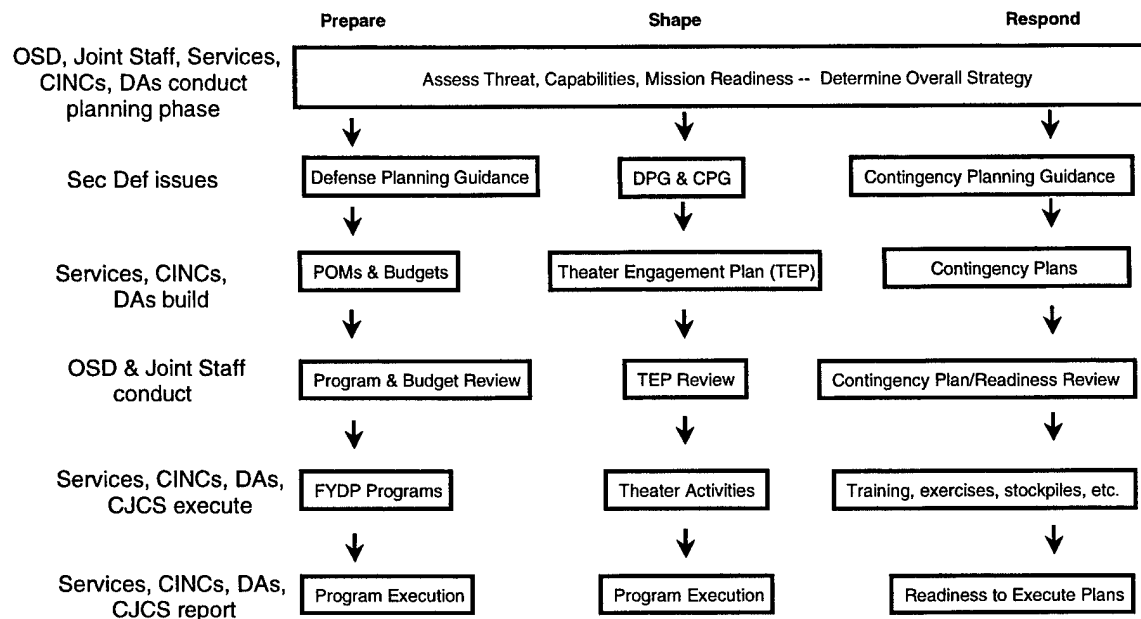 Prepare
Shape
Respond
OSD, Joint Staff, Services,
CINCs, DAs conduct
planning phase
Assess Threat, Capabilities, Mission Readiness -- Determine Overall Strategy
Sec Def issues
Defense Planning Guidance
DPG & CPG
Contingency Planning Guidance
Services, CINCs,
DAs build
POMs & Budgets
Theater Engagement Plan (TEP)
Contingency Plans
OSD & Joint Staff
conduct
Program & Budget Review
TEP Review
Contingency Plan/Readiness Review
Services, CINCs, DAs,
CJCS execute
FYDP Programs
Theater Activities
Training, exercises, stockpiles, etc.
Services, CINCs, DAs,
CJCS report
Program Execution
Program Execution
Readiness to Execute Plans